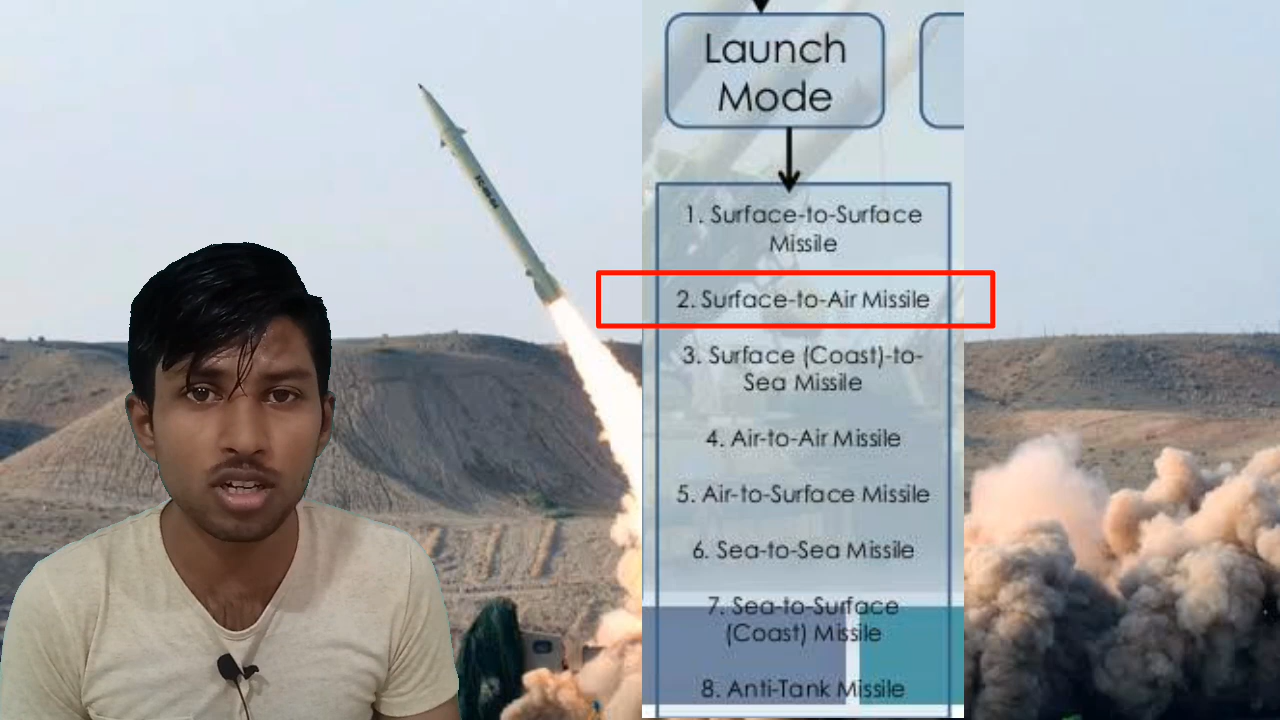 Launch
Mode
1. Surface-to-Surface
Missile
2. Surface-to-Air Missile
3. Surface (Coast)-to-
Sea Missile
4. Air-to-Air Missile
5. Air-to-Surface Missile
6. Sea-to-Sea Missile
7. Sea-to-Surface
(Coast) Missile
8. Anti-Tank Missile